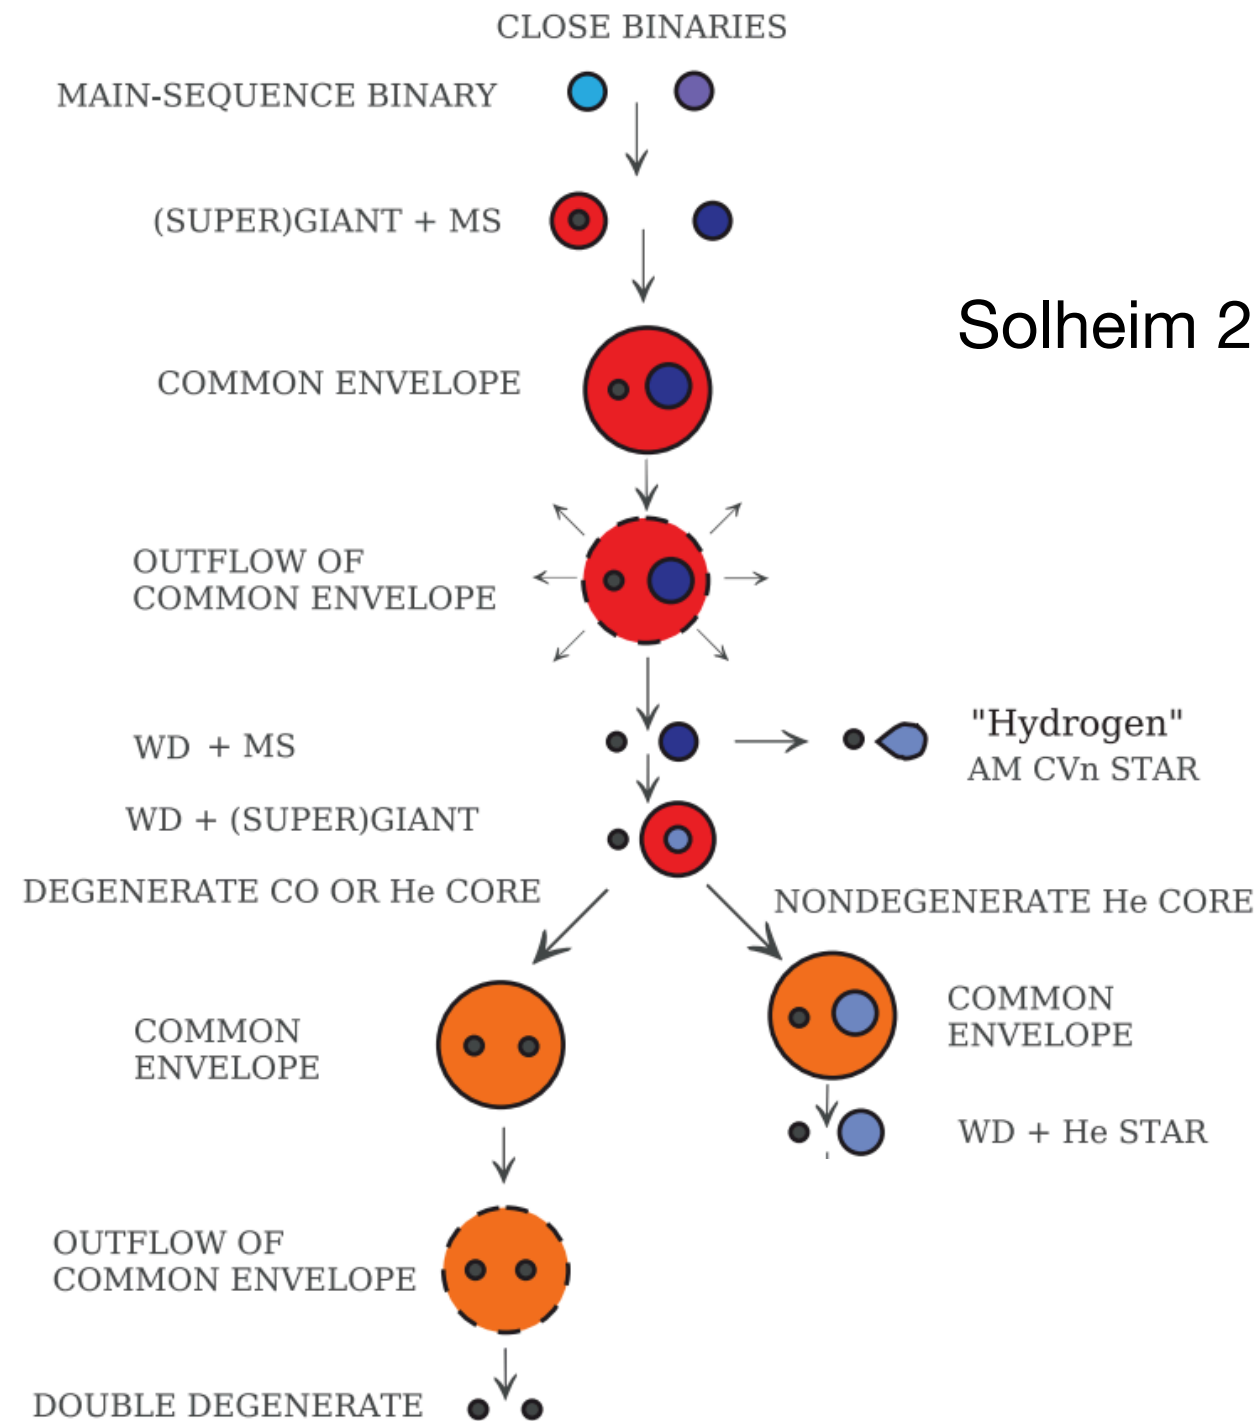 CLOSE BINARIES
MAIN-SEQUENCE BINARY
(SUPER)GIANT + MS
Solheim 2
COMMON ENVELOPE
OUTFLOW OF
COMMON ENVELOPE
WD + MS
"Hydrogen"
AM CVn STAR
WD + (SUPER)GIANT
DEGENERATE CO OR He CORE
NONDEGENERATE He CORE
COMMON
ENVELOPE
COMMON
ENVELOPE
WD + He STAR
OUTFLOW OF
COMMON ENVELOPE
DOUBLE DEGENERATE